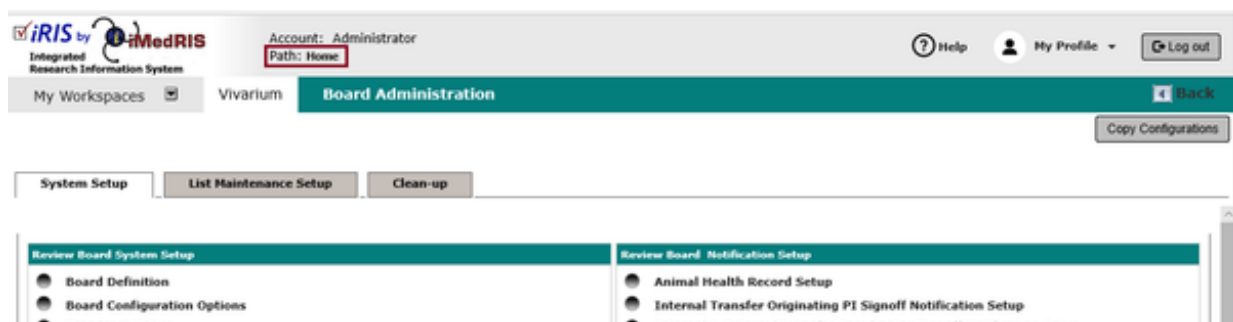 iRIS by iMedRIS
Integrated
Research Information System
Account: Administrator
Path: Home
? Help
My Profile
Log out
My Workspaces
Vivarium
Board Administration
Back
Copy Configurations
System Setup
List Maintenance Setup
Clean-up
Review Board System Setup
Board Definition
Board Configuration Options
Review Board Notification Setup
Animal Health Record Setup
Internal Transfer Originating PI Signoff Notification Setup